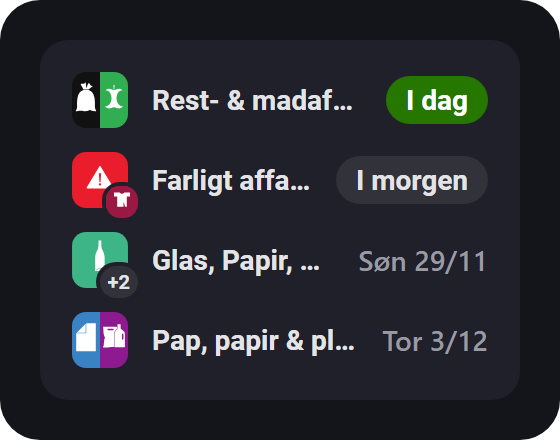 Rest- & madaf... I dag
Farligt affa... I morgen
Glas, Papir, ... Søn 29/11
+2
Pap, papir & pl... Tor 3/12